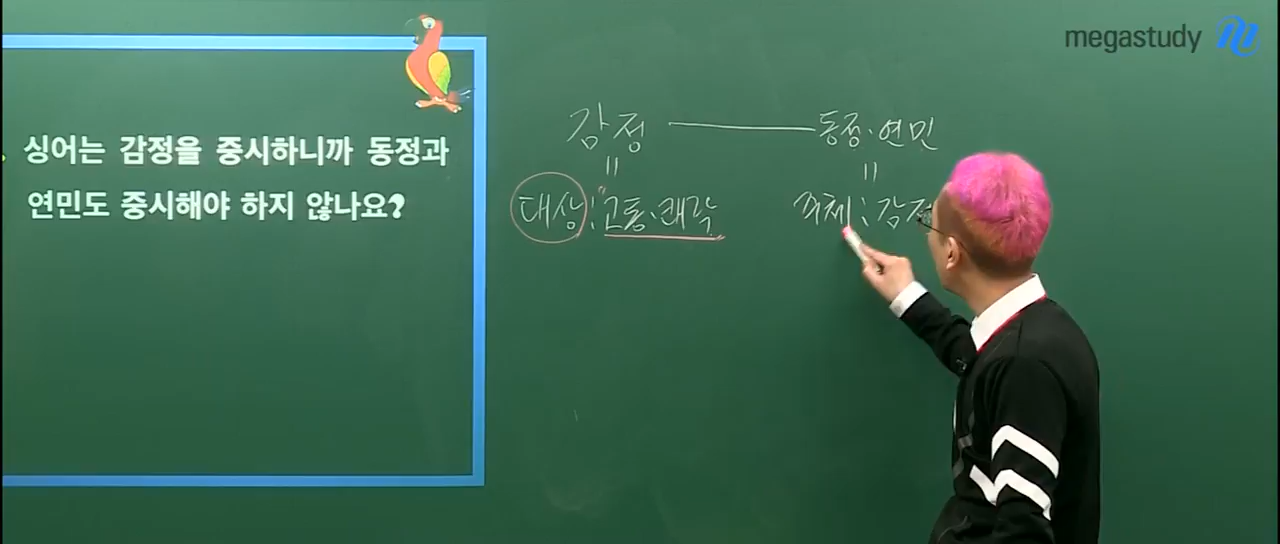 megastudy
싱어는 감정을 중시하니까 동정과
연민도 중시해야 하지 않나요?
감정 — 동정·연민
대상 : "고통·쾌락
주체 : 감